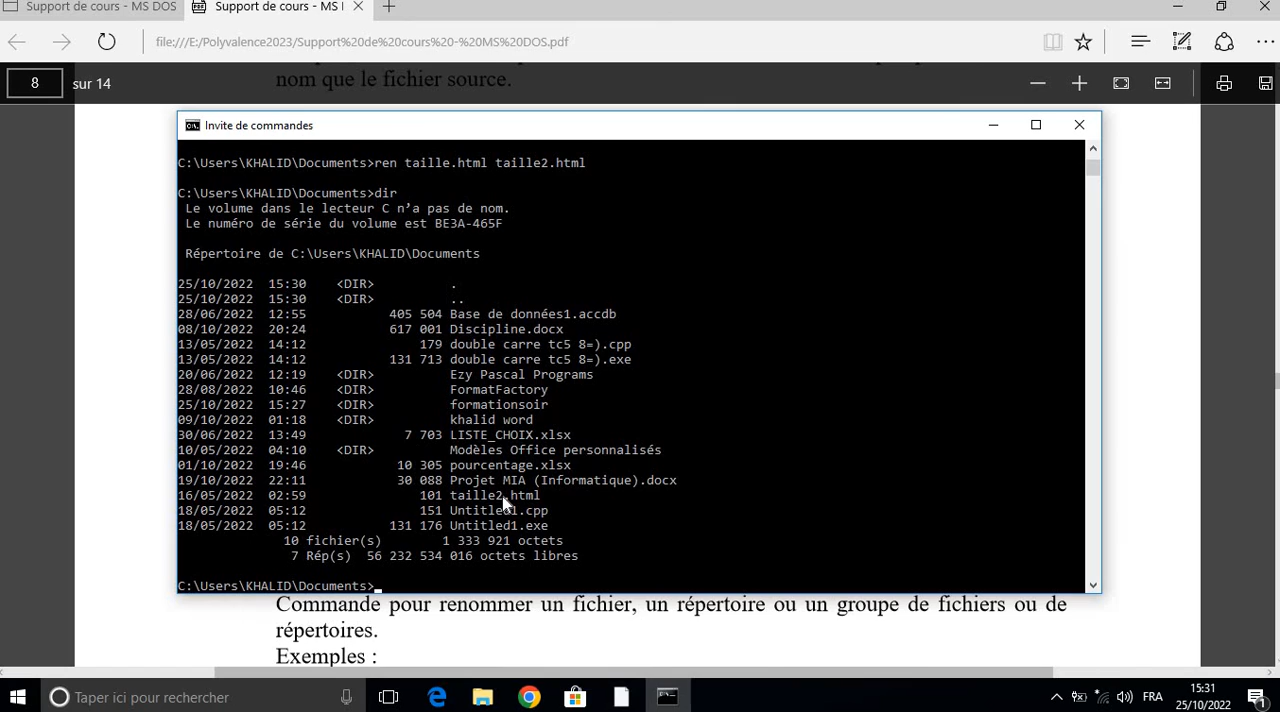 Support de cours - MS DOS
Support de cours - MS
file:///E:/Polyvalence2023/Support%20de%20cours%20-%20MS%20DOS.pdf
8 sur 14
nom que le fichier source.
Invite de commandes
C:\Users\KHALID\Documents>ren taille.html taille2.html
C:\Users\KHALID\Documents>dir
Le volume dans le lecteur C n’a pas de nom.
Le numéro de série du volume est BE3A-465F
Répertoire de C:\Users\KHALID\Documents
25/10/2022 15:30 <DIR> .
25/10/2022 15:30 <DIR> ..
28/06/2022 12:55 405 504 Base de données1.accdb
08/10/2022 20:24 617 001 Discipline.docx
13/05/2022 14:12 179 double carre tc5 8=).cpp
13/05/2022 14:12 131 713 double carre tc5 8=).exe
20/06/2022 12:19 <DIR> Ezy Pascal Programs
28/08/2022 10:46 <DIR> FormatFactory
25/10/2022 15:27 <DIR> formationsoir
09/10/2022 01:18 <DIR> khalid word
30/06/2022 13:49 7 703 LISTE_CHOIX.xlsx
10/05/2022 04:10 <DIR> Modèles Office personnalisés
01/10/2022 19:46 10 305 pourcentage.xlsx
19/10/2022 22:11 30 088 Projet MIA (Informatique).docx
16/05/2022 02:59 101 taille2.html
18/05/2022 05:12 151 Untitled1.cpp
18/05/2022 05:12 131 176 Untitled1.exe
10 fichier(s) 1 333 921 octets
7 Rép(s) 56 232 534 016 octets libres
C:\Users\KHALID\Documents>
Commande pour renommer un fichier, un répertoire ou un groupe de fichiers ou de
répertoires.
Exemples :
Taper ici pour rechercher
FRA
15:31
25/10/2022
1